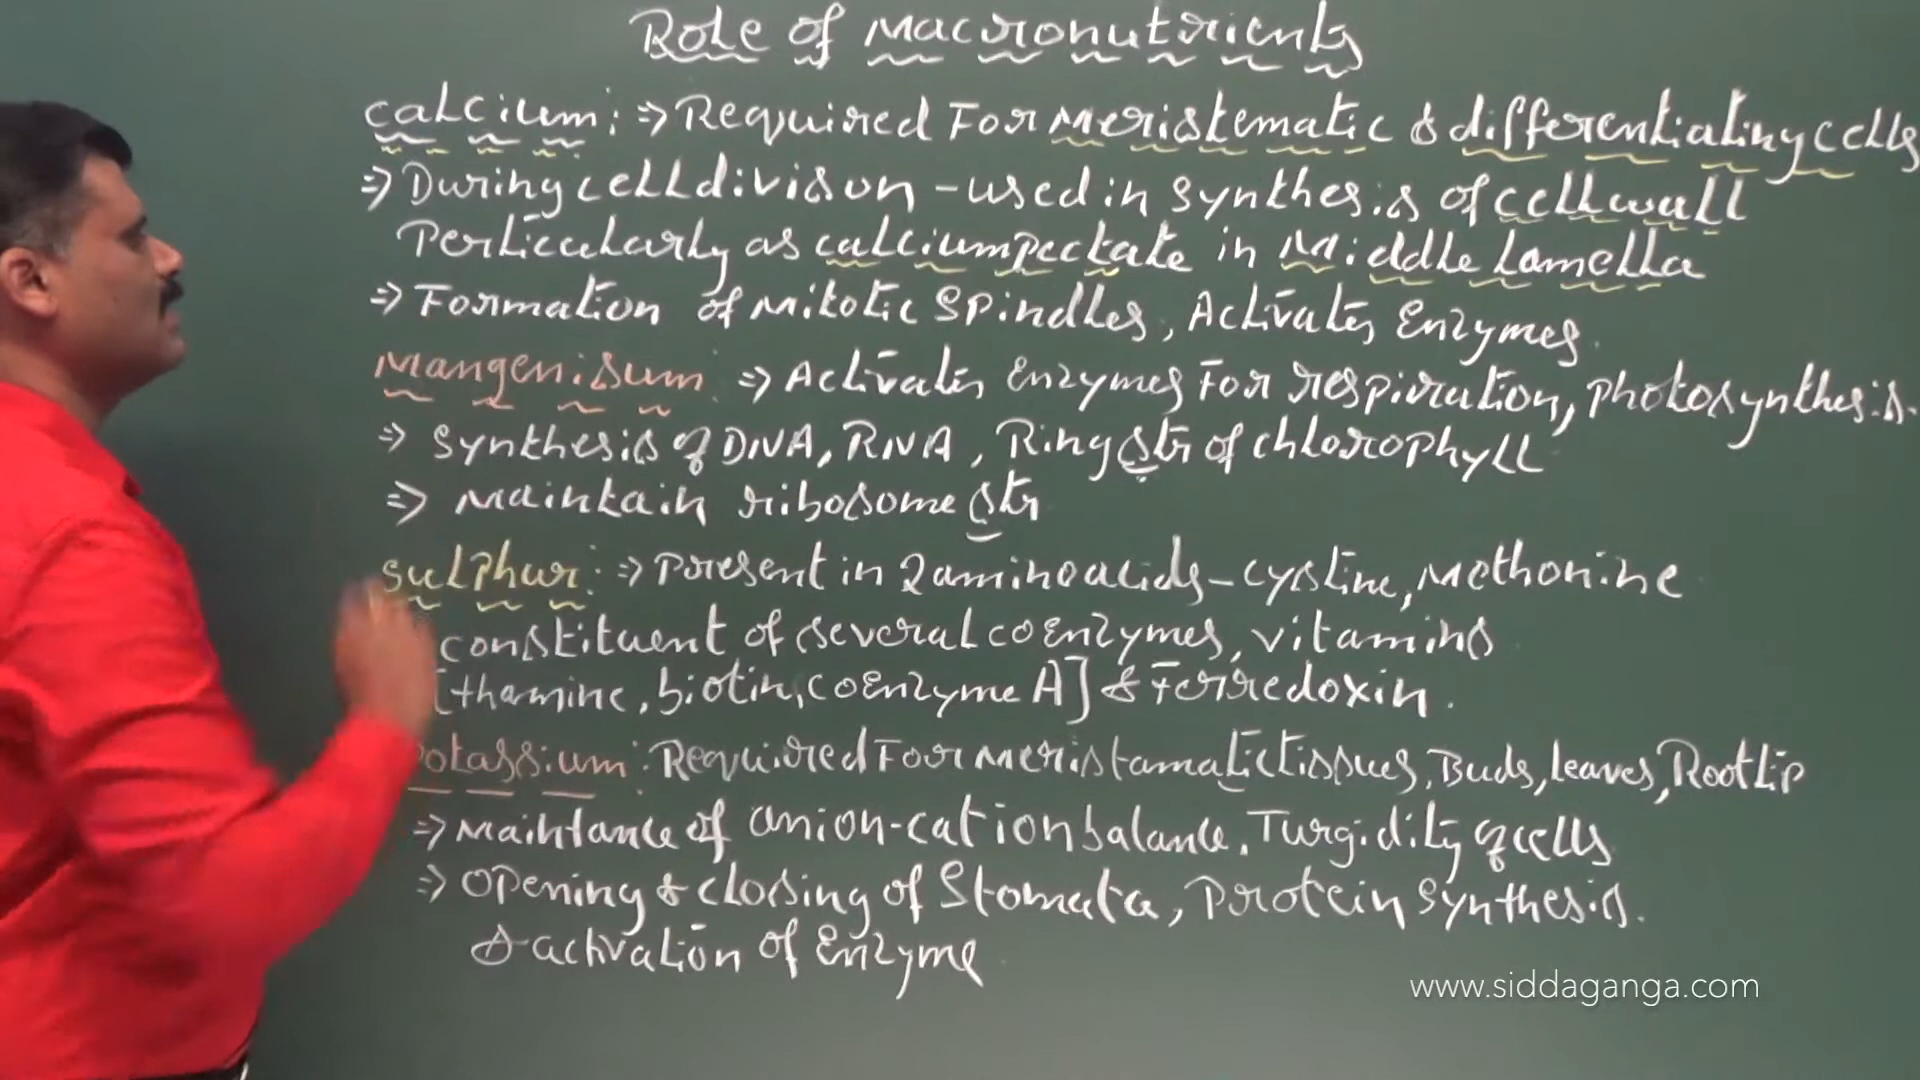 Role of Macronutrients
Calcium: => Required For Meristematic & differentiating cells
=> During cell divison - used in synthesis of cell wall
Perticularly as calcium pectate in Middle Lamella
=> Formation of Mitotic Spindles, Activates Enzymes.
Mangenisum: => Activates Enzymes For respiration, photosynthesis.
=> Synthesis of DNA, RNA, Ring Str of chlorophyll
=> Maintain ribosome Str
Sulphur: => Present in 2 aminoacids - cystine, Methonine
constituent of several coenzymes, vitamins
[thamine, biotin, coenzyme A] & Ferredoxin.
otassium: Required For meristamatic tissues, Buds, leaves, Root tip
=> Maintance of anion-cation balance, Turgidity of cells
=> Opening & closing of Stomata, Protein Synthesis.
& activation of Enzyme
www.siddaganga.com